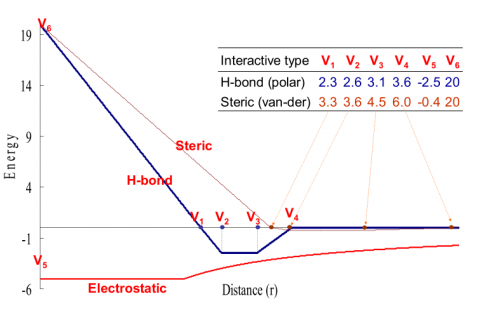 V6
19
14
9
4
-1
-6
Energy
Interactive type V1 V2 V3 V4 V5 V6
H-bond (polar) 2.3 2.6 3.1 3.6 -2.5 20
Steric (van-der) 3.3 3.6 4.5 6.0 -0.4 20
Steric
H-bond
V1 V2 V3 V4
V5
Electrostatic
Distance (r)